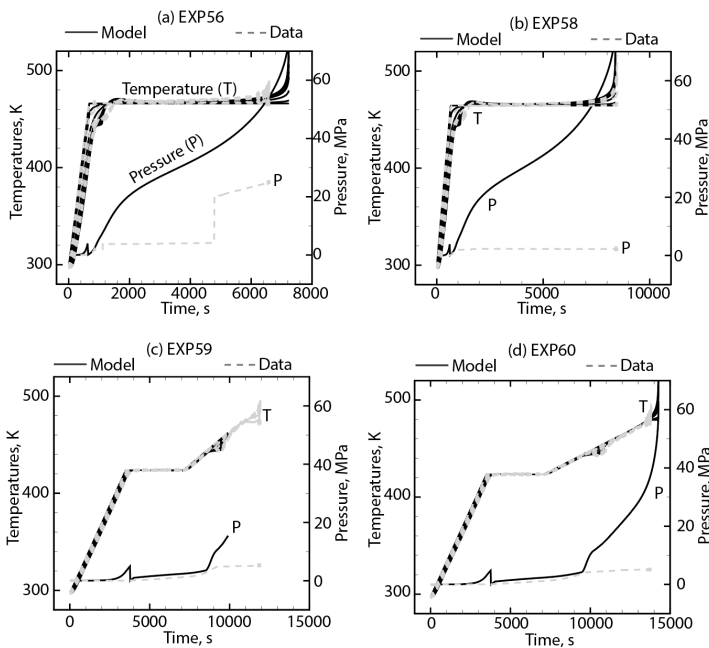 (a) EXP56
Model Data
500
400
300
Temperatures, K
Temperature (T)
Pressure (P)
P
60
40
20
0
Pressure, MPa
0 2000 4000 6000 8000
Time, s
(b) EXP58
Model Data
500
400
300
Temperatures, K
T
P
P
60
40
20
0
Pressure, MPa
0 5000 10000
Time, s
(c) EXP59
Model Data
500
400
300
Temperatures, K
T
P
60
40
20
0
Pressure, MPa
0 5000 10000 15000
Time, s
(d) EXP60
Model Data
500
400
300
Temperatures, K
T
P
60
40
20
0
Pressure, MPa
0 5000 10000 15000
Time, s